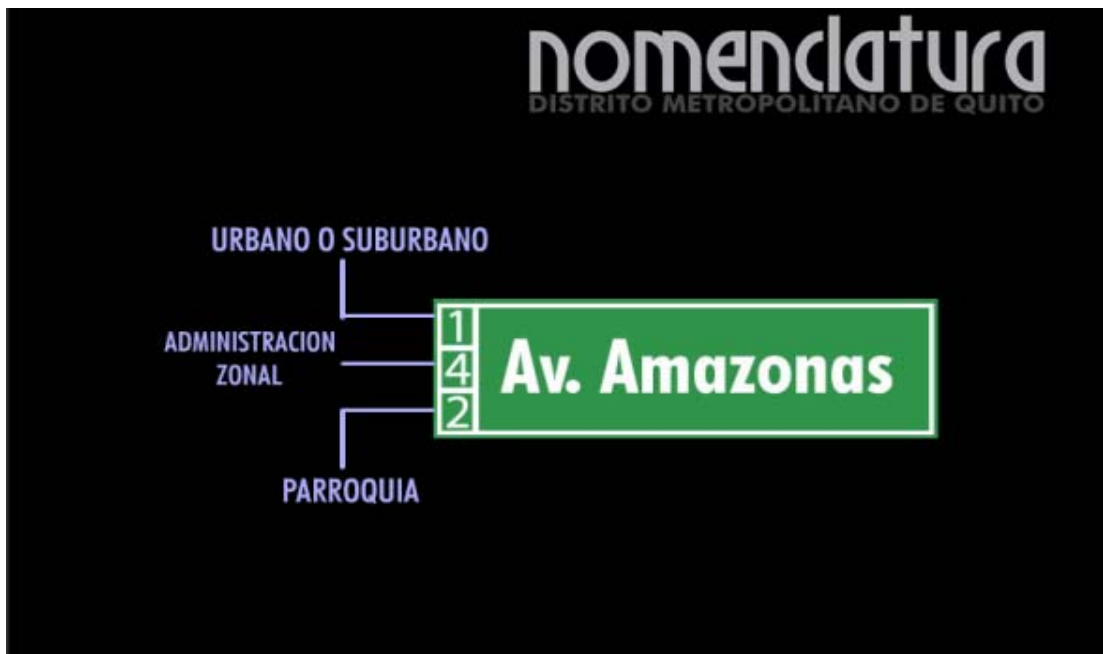 nomenclatura
DISTRITO METROPOLITANO DE QUITO
URBANO O SUBURBANO
ADMINISTRACION
ZONAL
PARROQUIA
1
4
2
Av. Amazonas